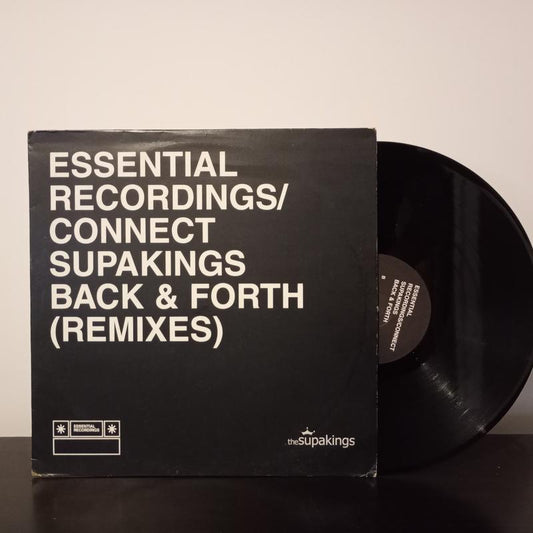 ESSENTIAL
RECORDINGS/
CONNECT
SUPAKINGS
BACK & FORTH
(REMIXES)
ESSENTIAL
RECORDINGS
thesupakings
ESSENTIAL
RECORDINGS/CONNECT
SUPAKINGS
BACK & FORTH
B